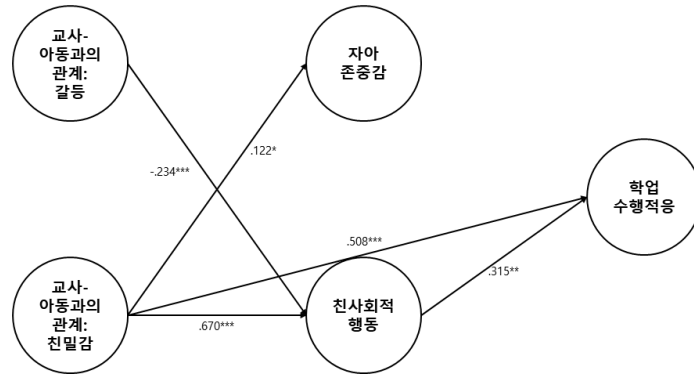 교사-
아동과의
관계:
갈등
자아
존중감
.122*
-.234***
학업
수행적응
.508***
.315**
교사-
아동과의
관계:
친밀감
.670***
친사회적
행동